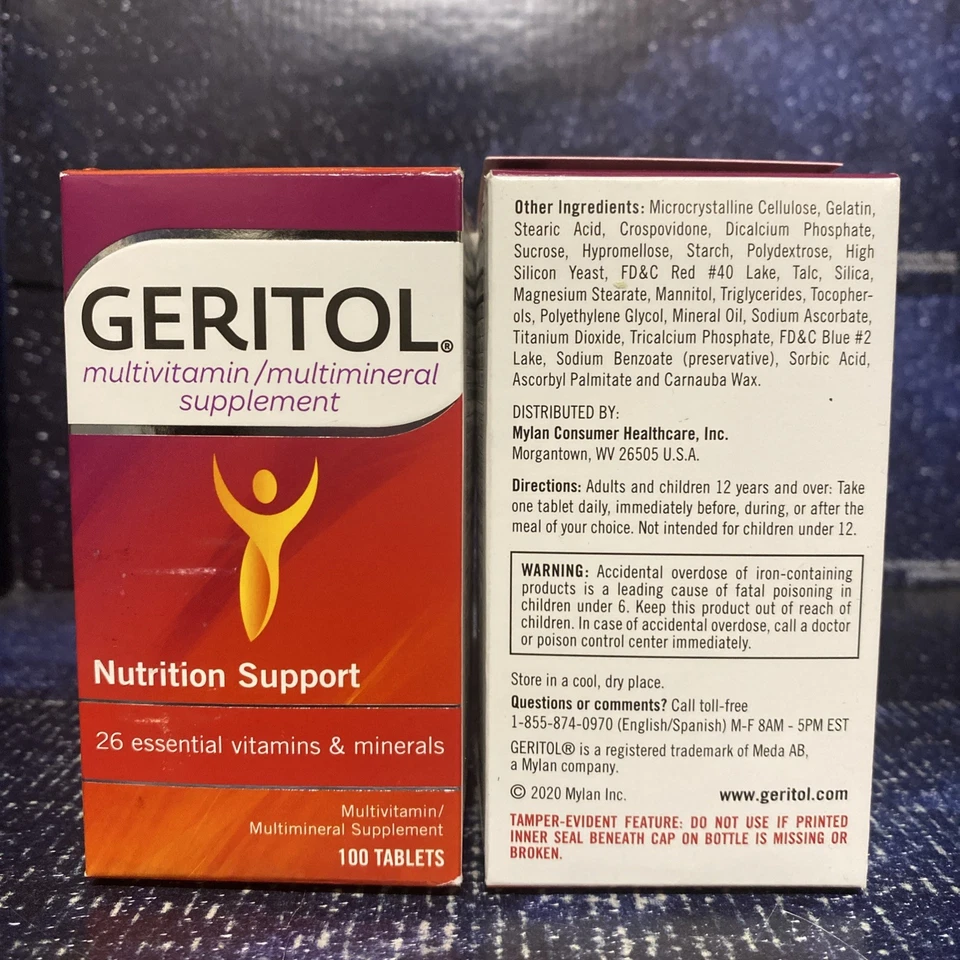 GERITOL®
multivitamin/multimineral
supplement
Nutrition Support
26 essential vitamins & minerals
Multivitamin/
Multimineral Supplement
100 TABLETS
Other Ingredients: Microcrystalline Cellulose, Gelatin,
Stearic Acid, Crospovidone, Dicalcium Phosphate,
Sucrose, Hypromellose, Starch, Polydextrose, High
Silicon Yeast, FD&C Red #40 Lake, Talc, Silica,
Magnesium Stearate, Mannitol, Triglycerides, Tocopher-
ols, Polyethylene Glycol, Mineral Oil, Sodium Ascorbate,
Titanium Dioxide, Tricalcium Phosphate, FD&C Blue #2
Lake, Sodium Benzoate (preservative), Sorbic Acid,
Ascorbyl Palmitate and Carnauba Wax.
DISTRIBUTED BY:
Mylan Consumer Healthcare, Inc.
Morgantown, WV 26505 U.S.A.
Directions: Adults and children 12 years and over: Take
one tablet daily, immediately before, during, or after the
meal of your choice. Not intended for children under 12.
WARNING: Accidental overdose of iron-containing
products is a leading cause of fatal poisoning in
children under 6. Keep this product out of reach of
children. In case of accidental overdose, call a doctor
or poison control center immediately.
Store in a cool, dry place.
Questions or comments? Call toll-free
1-855-874-0970 (English/Spanish) M-F 8AM - 5PM EST
GERITOL® is a registered trademark of Meda AB,
a Mylan company.
© 2020 Mylan Inc. www.geritol.com
TAMPER-EVIDENT FEATURE: DO NOT USE IF PRINTED
INNER SEAL BENEATH CAP ON BOTTLE IS MISSING OR
BROKEN.